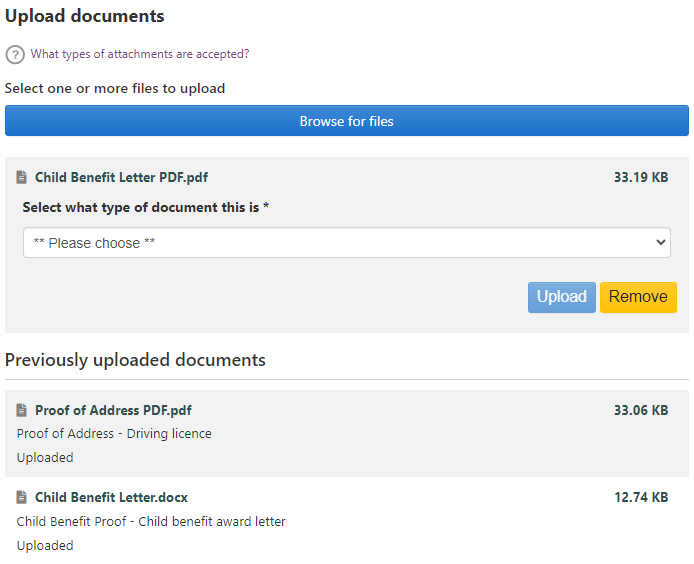 Upload documents
? What types of attachments are accepted?
Select one or more files to upload
Browse for files
Child Benefit Letter PDF.pdf 33.19 KB
Select what type of document this is *
** Please choose **
Upload Remove
Previously uploaded documents
Proof of Address PDF.pdf 33.06 KB
Proof of Address - Driving licence
Uploaded
Child Benefit Letter.docx 12.74 KB
Child Benefit Proof - Child benefit award letter
Uploaded